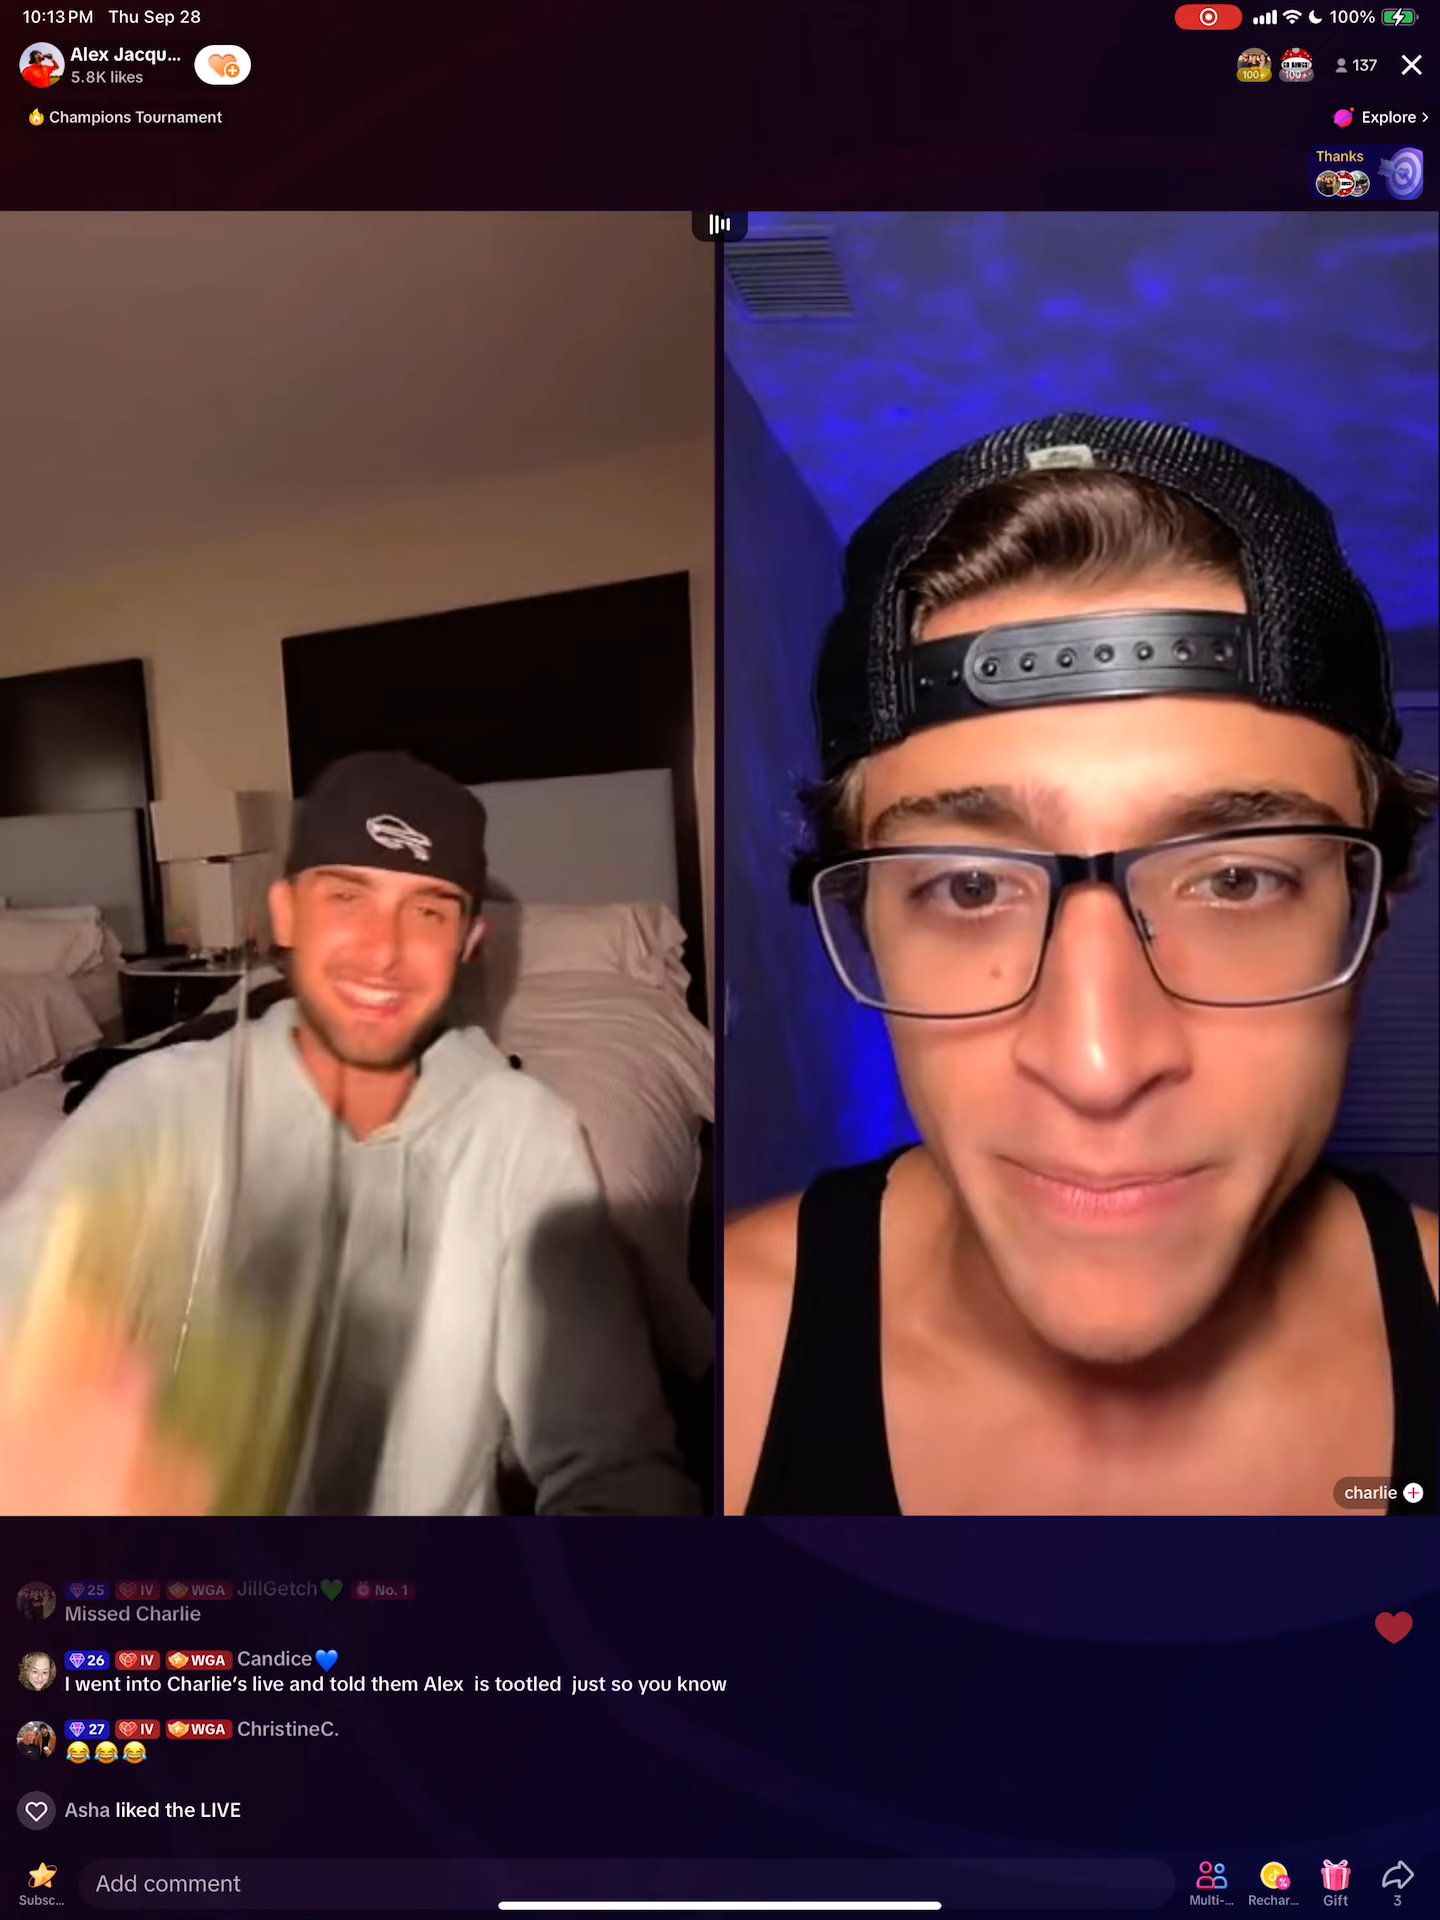 10:13 PM Thu Sep 28
100%
Alex Jacqu...
5.8K likes
100+
100+
137
Champions Tournament
Explore >
Thanks
charlie
25 IV WGA JillGetch No. 1
Missed Charlie
26 IV WGA Candice
I went into Charlie’s live and told them Alex is tootled just so you know
27 IV WGA ChristineC.
Asha liked the LIVE
Subsc...
Add comment
Multi-...
Rechar...
Gift
3